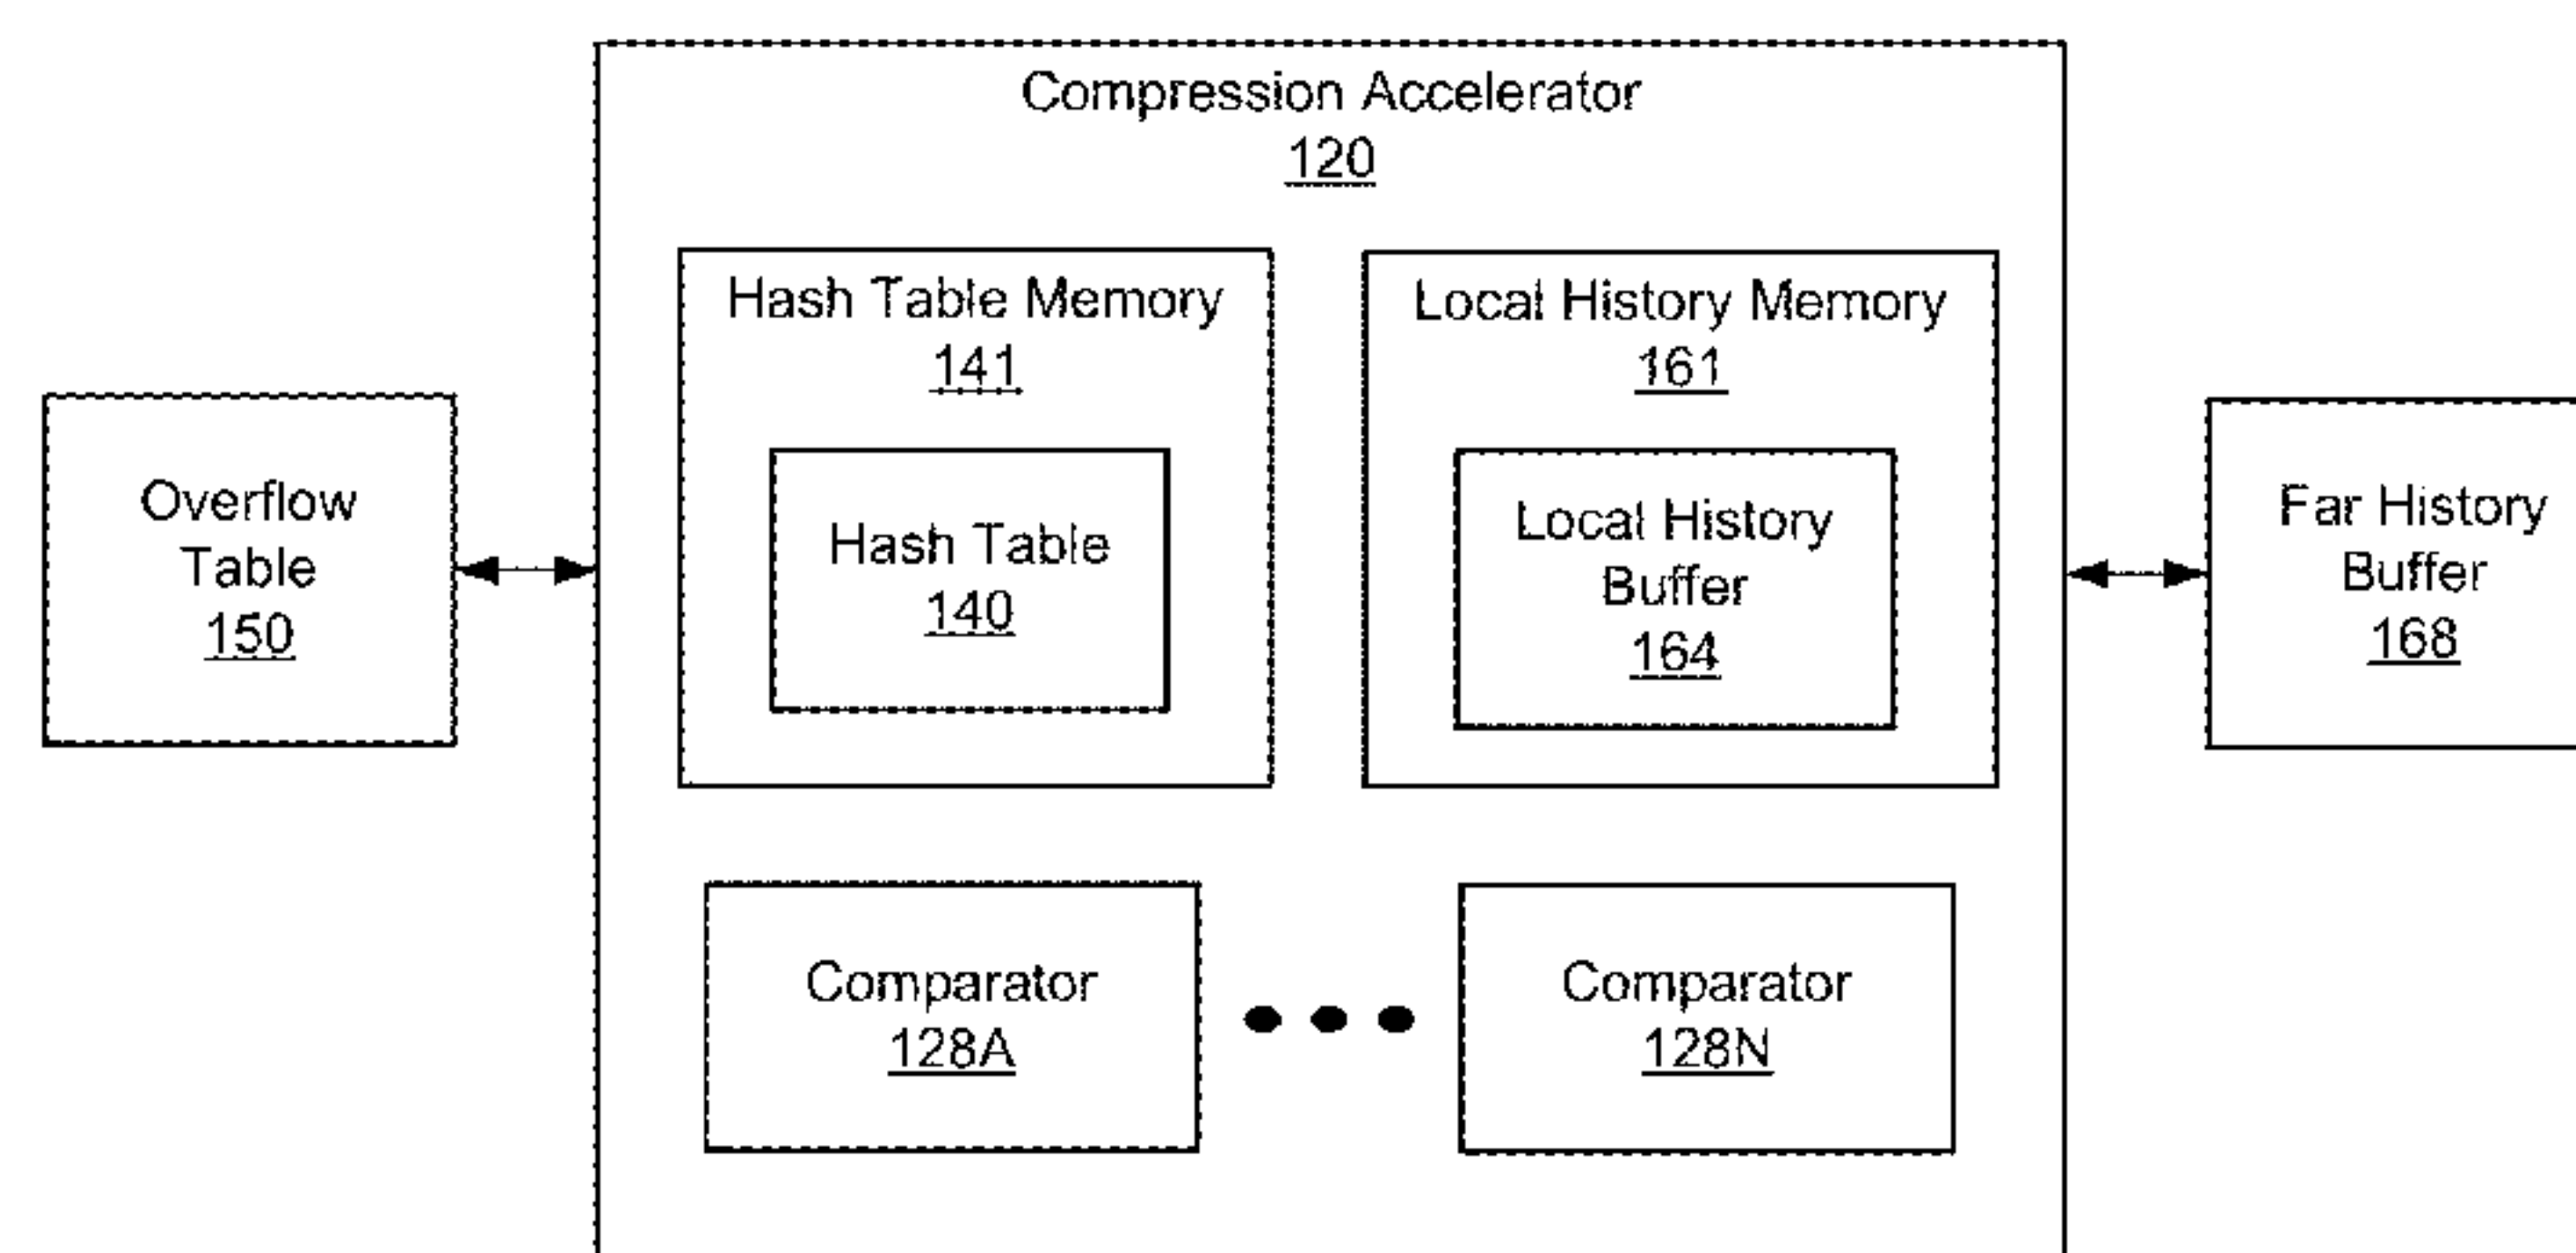 Compression Accelerator
120
Hash Table Memory
141
Hash Table
140
Local History Memory
161
Local History
Buffer
164
Overflow
Table
150
Far History
Buffer
168
Comparator
128A
Comparator
128N